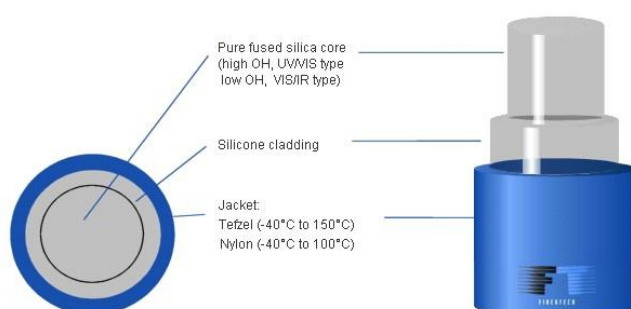 Pure fused silica core
(high OH, UV/VIS type
low OH, VIS/IR type)
Silicone cladding
Jacket:
Tefzel (-40°C to 150°C)
Nylon (-40°C to 100°C)
FIBERTECH